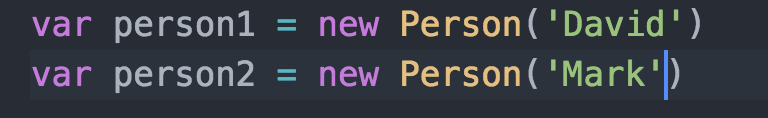 var person1 = new Person('David')
var person2 = new Person('Mark')